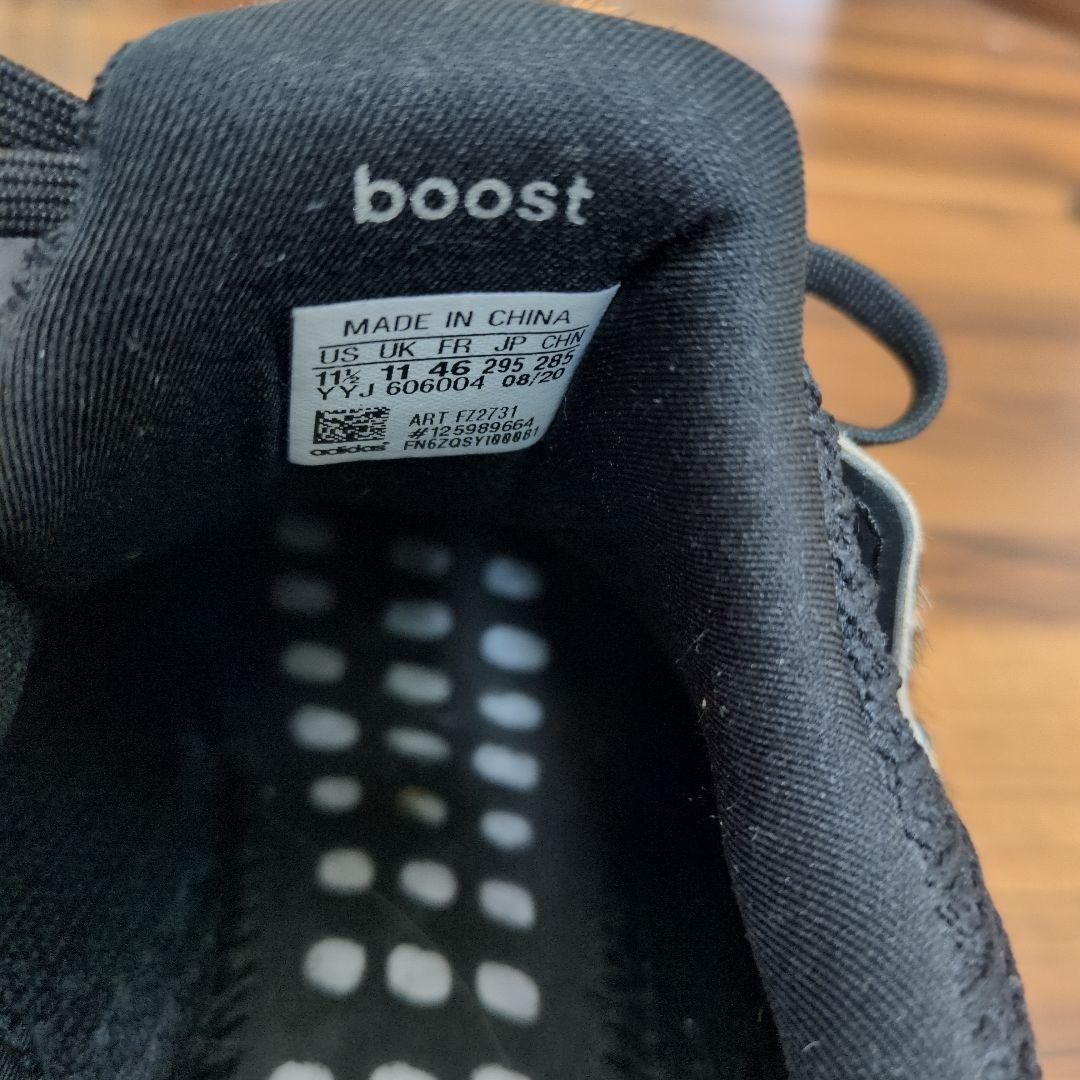 boost
MADE IN CHINA
US UK FR JP CHN
11½ 11 46 295 285
YYJ 606004 08/20
ART FZ2731
#125989664
adidas FN6ZQSY100081